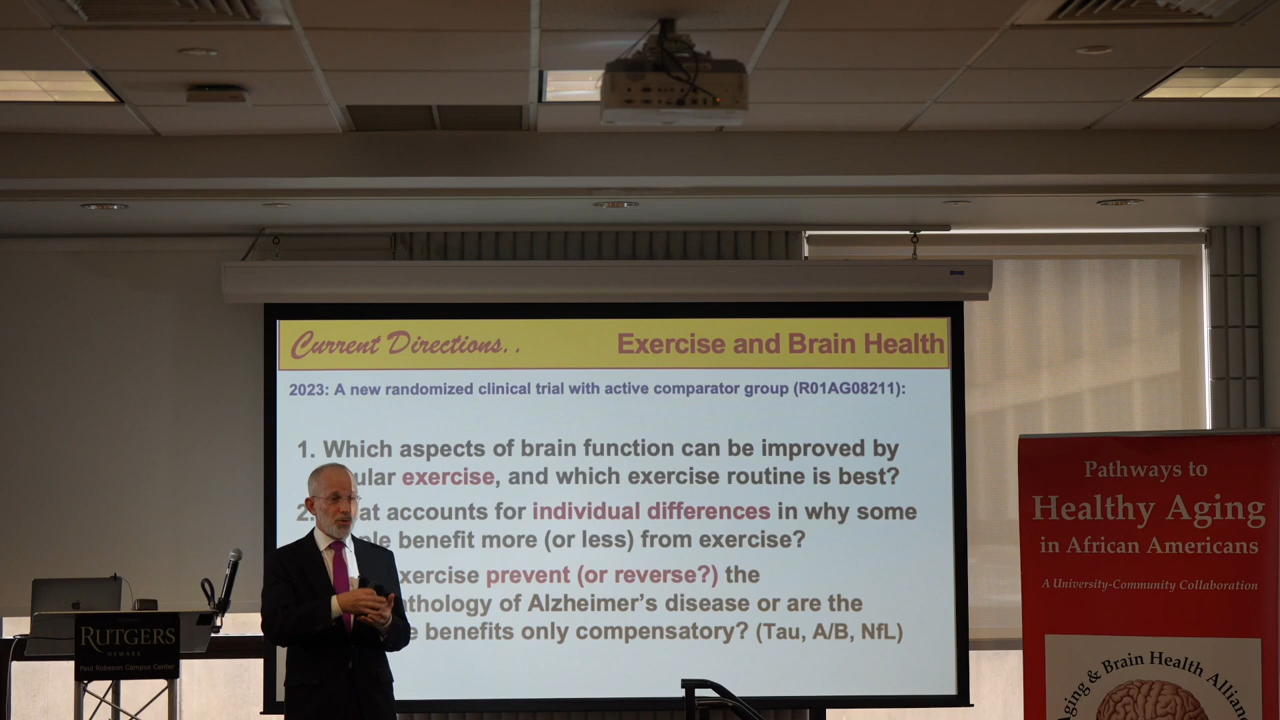 Current Directions..
Exercise and Brain Health
2023: A new randomized clinical trial with active comparator group (R01AG08211):
1. Which aspects of brain function can be improved by
ular exercise, and which exercise routine is best?
2. at accounts for individual differences in why some
ple benefit more (or less) from exercise?
xercise prevent (or reverse?) the
athology of Alzheimer's disease or are the
e benefits only compensatory? (Tau, A/B, NfL)
RUTGERS
NEWARK
Paul Robeson Campus Center
Pathways to
Healthy Aging
in African Americans
A University-Community Collaboration
Aging & Brain Health Allian